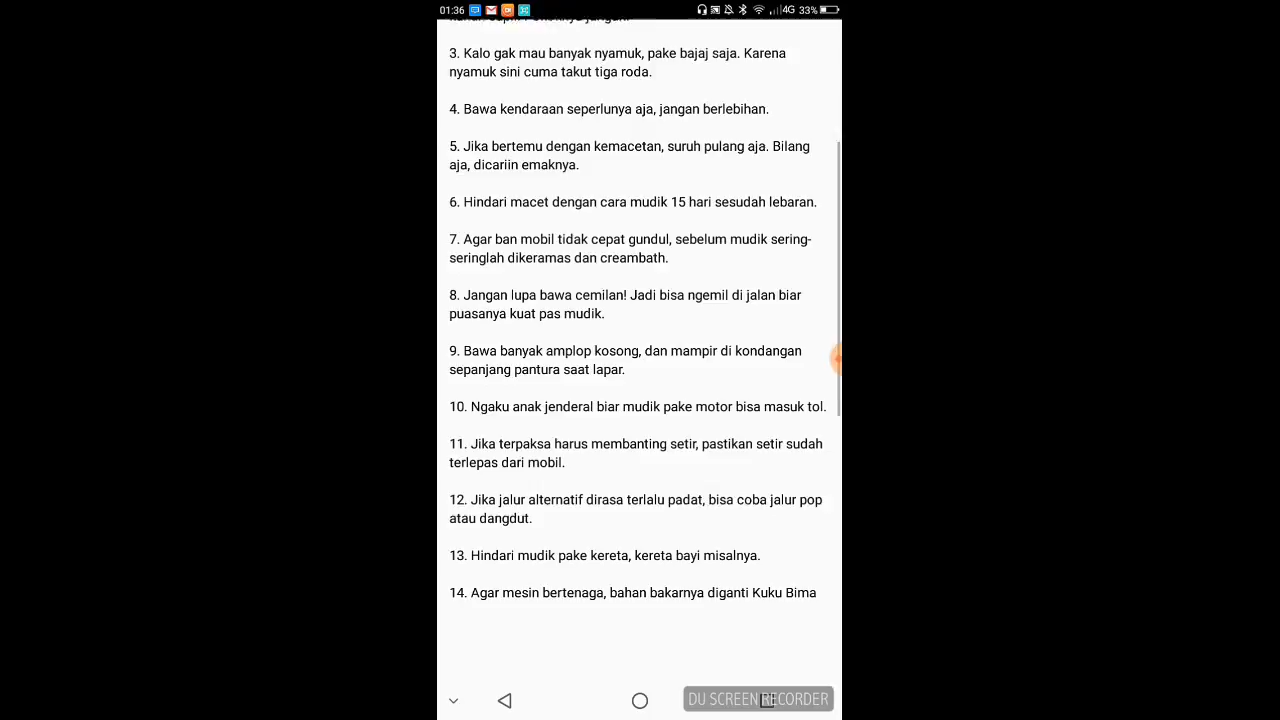 01:36
4G 33%
3. Kalo gak mau banyak nyamuk, pake bajaj saja. Karena
nyamuk sini cuma takut tiga roda.
4. Bawa kendaraan seperlunya aja, jangan berlebihan.
5. Jika bertemu dengan kemacetan, suruh pulang aja. Bilang
aja, dicariin emaknya.
6. Hindari macet dengan cara mudik 15 hari sesudah lebaran.
7. Agar ban mobil tidak cepat gundul, sebelum mudik sering-
seringlah dikeramas dan creambath.
8. Jangan lupa bawa cemilan! Jadi bisa ngemil di jalan biar
puasanya kuat pas mudik.
9. Bawa banyak amplop kosong, dan mampir di kondangan
sepanjang pantura saat lapar.
10. Ngaku anak jenderal biar mudik pake motor bisa masuk tol.
11. Jika terpaksa harus membanting setir, pastikan setir sudah
terlepas dari mobil.
12. Jika jalur alternatif dirasa terlalu padat, bisa coba jalur pop
atau dangdut.
13. Hindari mudik pake kereta, kereta bayi misalnya.
14. Agar mesin bertenaga, bahan bakarnya diganti Kuku Bima
DU SCREEN RECORDER